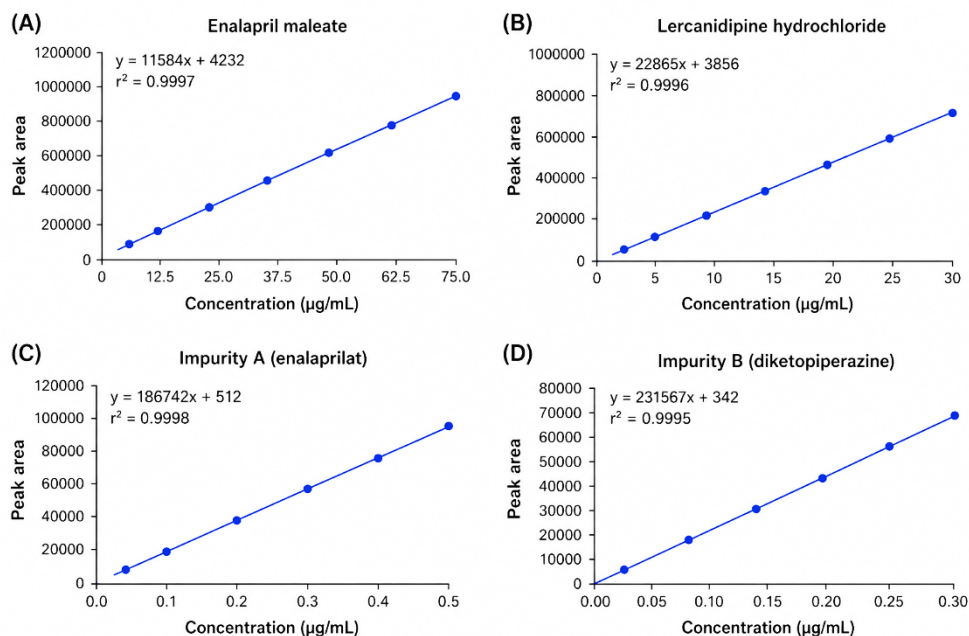 (A)
Enalapril maleate
y = 11584x + 4232
r² = 0.9997
Peak area
1200000
1000000
800000
600000
400000
200000
0
0 12.5 25.0 37.5 50.0 62.5 75.0
Concentration (µg/mL)
(B)
Lercanidipine hydrochloride
y = 22865x + 3856
r² = 0.9996
Peak area
1000000
800000
600000
400000
200000
0
0 5 10 15 20 25 30
Concentration (µg/mL)
(C)
Impurity A (enalaprilat)
y = 186742x + 512
r² = 0.9998
Peak area
120000
100000
80000
60000
40000
20000
0
0.0 0.1 0.2 0.3 0.4 0.5
Concentration (µg/mL)
(D)
Impurity B (diketopiperazine)
y = 231567x + 342
r² = 0.9995
Peak area
80000
70000
60000
50000
40000
30000
20000
10000
0
0.00 0.05 0.10 0.15 0.20 0.25 0.30
Concentration (µg/mL)